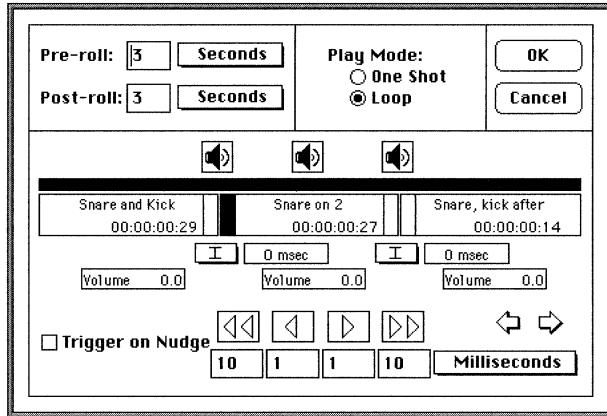 Pre-roll: 3 Seconds
Post-roll: 3 Seconds
Play Mode:
One Shot
Loop
OK
Cancel
Snare and Kick Snare on 2 Snare, kick after
00:00:00:29 00:00:00:27 00:00:00:14
0 msec 0 msec
Volume 0.0 Volume 0.0 Volume 0.0
Trigger on Nudge
10 1 1 10 Milliseconds